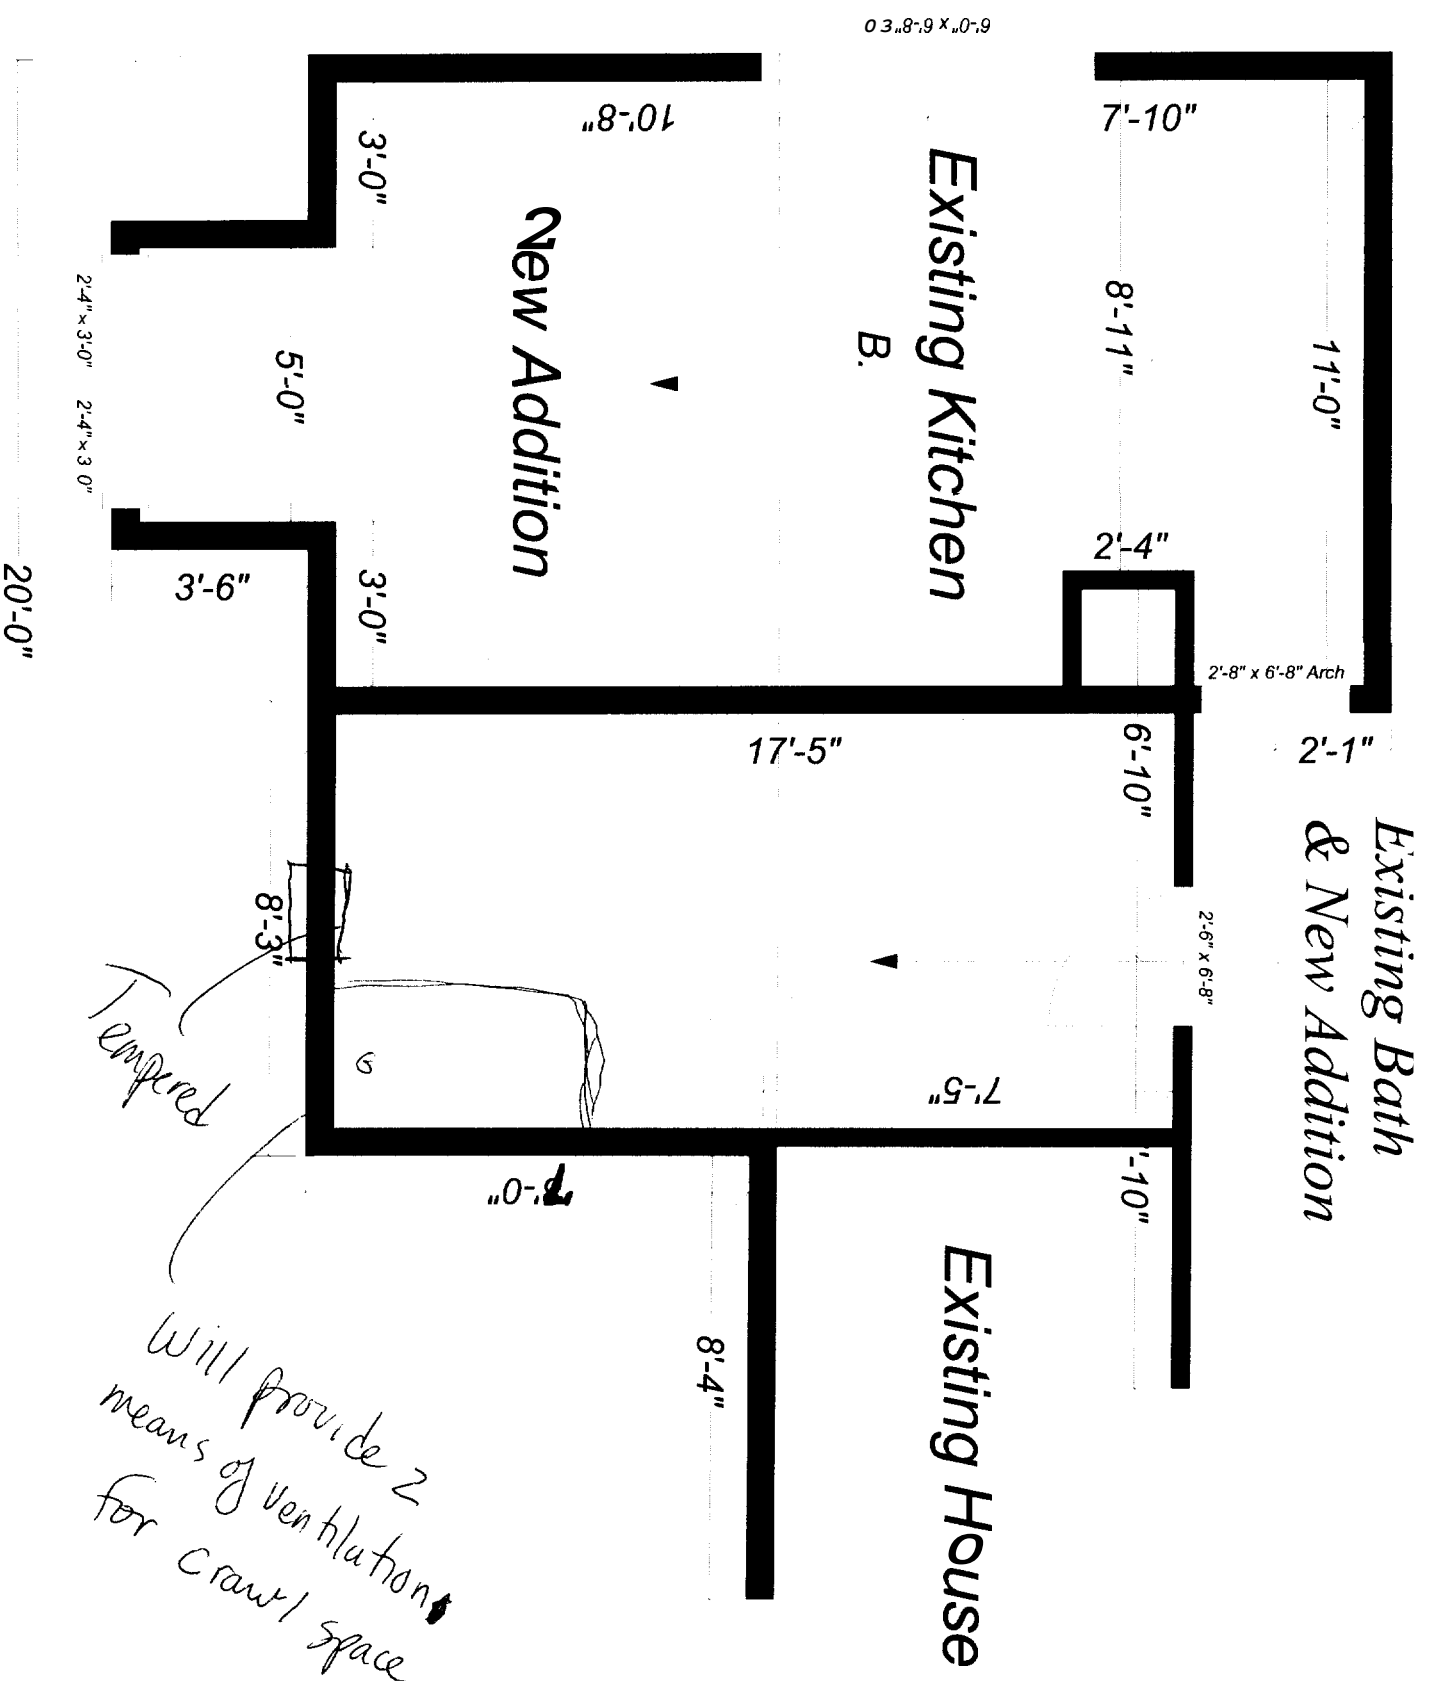 Existing Bath
& New Addition
6'-0" x 6'-8" EO
10'-8"
7'-10"
3'-0"
New Addition
Existing Kitchen
B.
8'-11"
11'-0"
2'-4" x 3'-0"
2'-4" x 3 0"
5'-0"
3'-0"
3'-6"
20'-0"
2'-4"
2'-8" x 6'-8" Arch
2'-1"
17'-5"
6'-10"
2'-6" x 6'-8"
8'-3"
Tempered
G
7'-5"
'-0"
'-10"
Existing House
8'-4"
Will provide 2
means of ventilation
for crawl space